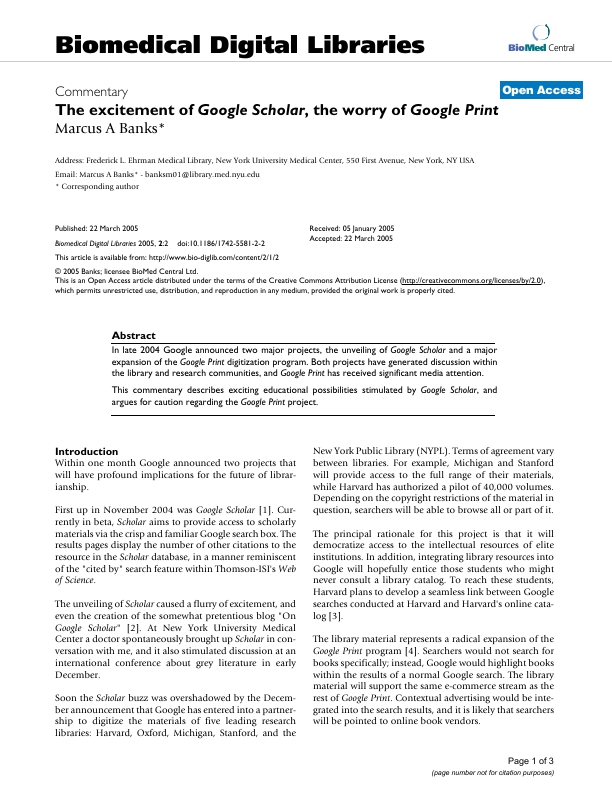 Biomedical Digital Libraries
BioMed Central
Commentary
Open Access
The excitement of Google Scholar, the worry of Google Print
Marcus A Banks*
Address: Frederick L. Ehrman Medical Library, New York University Medical Center, 550 First Avenue, New York, NY USA
Email: Marcus A Banks* - banksm01@library.med.nyu.edu
* Corresponding author
Published: 22 March 2005
Biomedical Digital Libraries 2005, 2:2 doi:10.1186/1742-5581-2-2
This article is available from: http://www.bio-diglib.com/content/2/1/2
Received: 05 January 2005
Accepted: 22 March 2005
© 2005 Banks; licensee BioMed Central Ltd.
This is an Open Access article distributed under the terms of the Creative Commons Attribution License (http://creativecommons.org/licenses/by/2.0),
which permits unrestricted use, distribution, and reproduction in any medium, provided the original work is properly cited.
Abstract
In late 2004 Google announced two major projects, the unveiling of Google Scholar and a major
expansion of the Google Print digitization program. Both projects have generated discussion within
the library and research communities, and Google Print has received significant media attention.
This commentary describes exciting educational possibilities stimulated by Google Scholar, and
argues for caution regarding the Google Print project.
Introduction
Within one month Google announced two projects that
will have profound implications for the future of librar-
ianship.
First up in November 2004 was Google Scholar [1]. Cur-
rently in beta, Scholar aims to provide access to scholarly
materials via the crisp and familiar Google search box. The
results pages display the number of other citations to the
resource in the Scholar database, in a manner reminiscent
of the "cited by" search feature within Thomson-ISI's Web
of Science.
The unveiling of Scholar caused a flurry of excitement, and
even the creation of the somewhat pretentious blog "On
Google Scholar" [2]. At New York University Medical
Center a doctor spontaneously brought up Scholar in con-
versation with me, and it also stimulated discussion at an
international conference about grey literature in early
December.
Soon the Scholar buzz was overshadowed by the Decem-
ber announcement that Google has entered into a partner-
ship to digitize the materials of five leading research
libraries: Harvard, Oxford, Michigan, Stanford, and the
New York Public Library (NYPL). Terms of agreement vary
between libraries. For example, Michigan and Stanford
will provide access to the full range of their materials,
while Harvard has authorized a pilot of 40,000 volumes.
Depending on the copyright restrictions of the material in
question, searchers will be able to browse all or part of it.
The principal rationale for this project is that it will
democratize access to the intellectual resources of elite
institutions. In addition, integrating library resources into
Google will hopefully entice those students who might
never consult a library catalog. To reach these students,
Harvard plans to develop a seamless link between Google
searches conducted at Harvard and Harvard's online cata-
log [3].
The library material represents a radical expansion of the
Google Print program [4]. Searchers would not search for
books specifically; instead, Google would highlight books
within the results of a normal Google search. The library
material will support the same e-commerce stream as the
rest of Google Print. Contextual advertising would be inte-
grated into the search results, and it is likely that searchers
will be pointed to online book vendors.
Page 1 of 3
(page number not for citation purposes)